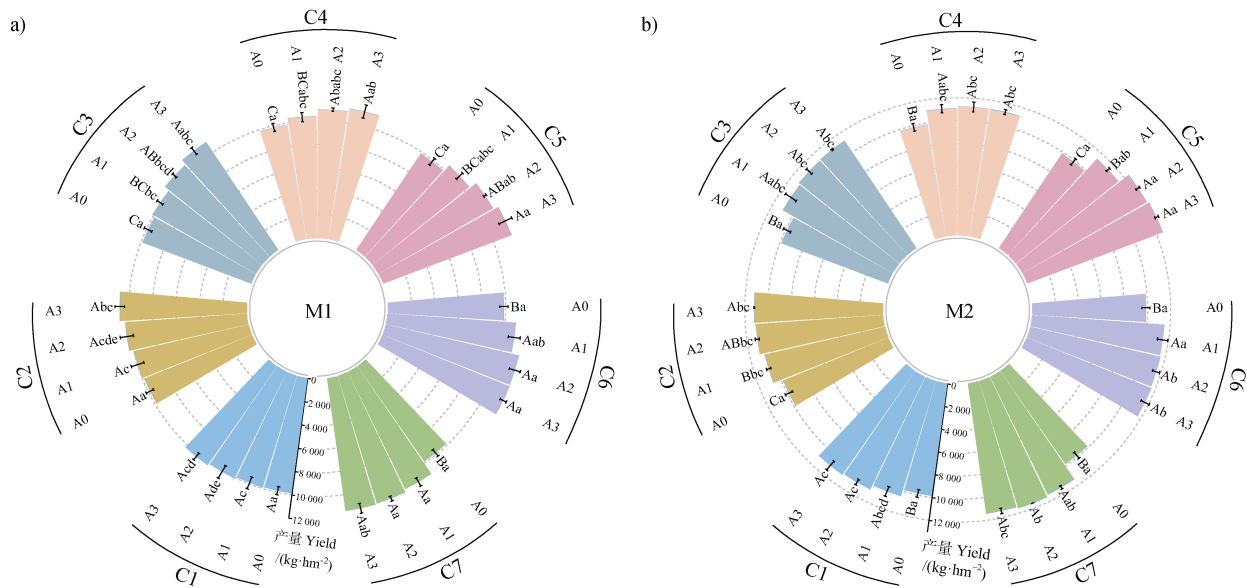 a)
C4
A0
A1
A2
A3
Ca
BCabc
Ababc
Aab
C5
A0
A1
A2
A3
Ca
BCabc
ABab
Aa
C6
A0
A1
A2
A3
Ba
Aab
Aa
Aa
C7
A0
A1
A2
A3
Ba
Aa
Aa
Aab
C1
A0
A1
A2
A3
Aa
Ac
Adc
Acd
C2
A0
A1
A2
A3
Aa
Ac
Acde
Abc
C3
A0
A1
A2
A3
Ca
BCbc
ABbcd
Aabc
M1
0
2 000
4 000
6 000
8 000
10 000
12 000
产量 Yield
/(kg·hm⁻²)
b)
C4
A0
A1
A2
A3
Ba
Aabc
Abc
Abc
C5
A0
A1
A2
A3
Ca
Bab
Aa
Aa
C6
A0
A1
A2
A3
Ba
Aa
Ab
Ab
C7
A0
A1
A2
A3
Ba
Aab
Ab
Abc
C1
A0
A1
A2
A3
Ba
Abcd
Ac
Ac
C2
A0
A1
A2
A3
Ca
Bbc
ABbc
Abc
C3
A0
A1
A2
A3
Ba
Aabc
Abc
Abc
M2
0
2 000
4 000
6 000
8 000
10 000
12 000
产量 Yield
/(kg·hm⁻²)